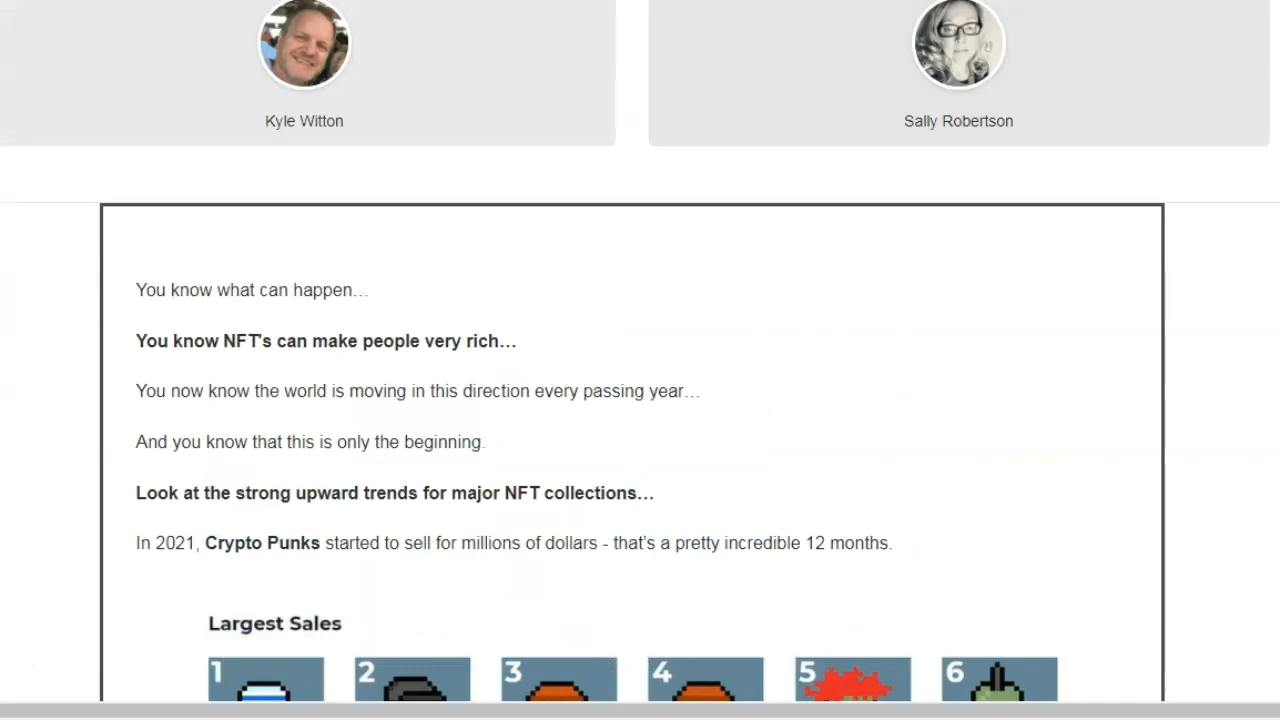 Kyle Witton
Sally Robertson
You know what can happen…
You know NFT's can make people very rich…
You now know the world is moving in this direction every passing year…
And you know that this is only the beginning.
Look at the strong upward trends for major NFT collections…
In 2021, Crypto Punks started to sell for millions of dollars - that's a pretty incredible 12 months.
Largest Sales
1 2 3 4 5 6